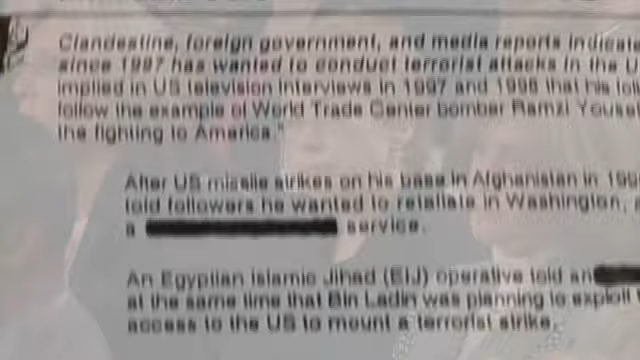 Clandestine, foreign government, and media reports indicate
since 1997 has wanted to conduct terrorist attacks in the U
implied in US television interviews in 1997 and 1998 that his
follow the example of World Trade Center bomber Ramzi Youse
the fighting to America."
After US missile strikes on his base in Afghanistan in 199
told followers he wanted to retaliate in Washington,
a service.
An Egyptian Islamic Jihad (EIJ) operative told an
at the same time that Bin Ladin was planning to exploit
access to the US to mount a terrorist strike.